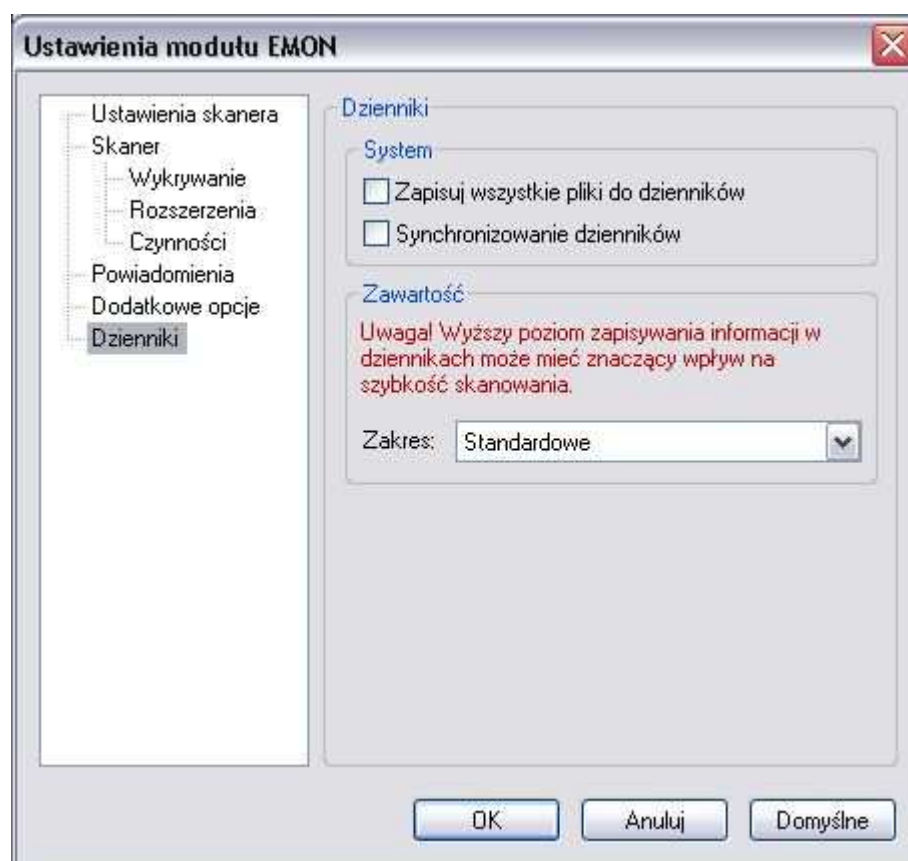 Ustawienia modułu EMON
Ustawienia skanera
Skaner
Wykrywanie
Rozszerzenia
Czynności
Powiadomienia
Dodatkowe opcje
Dzienniki
Dzienniki
System
Zapisuj wszystkie pliki do dzienników
Synchronizowanie dzienników
Zawartość
Uwaga! Wyższy poziom zapisywania informacji w
dziennikach może mieć znaczący wpływ na
szybkość skanowania.
Zakres: Standardowe
OK Anuluj Domyślne